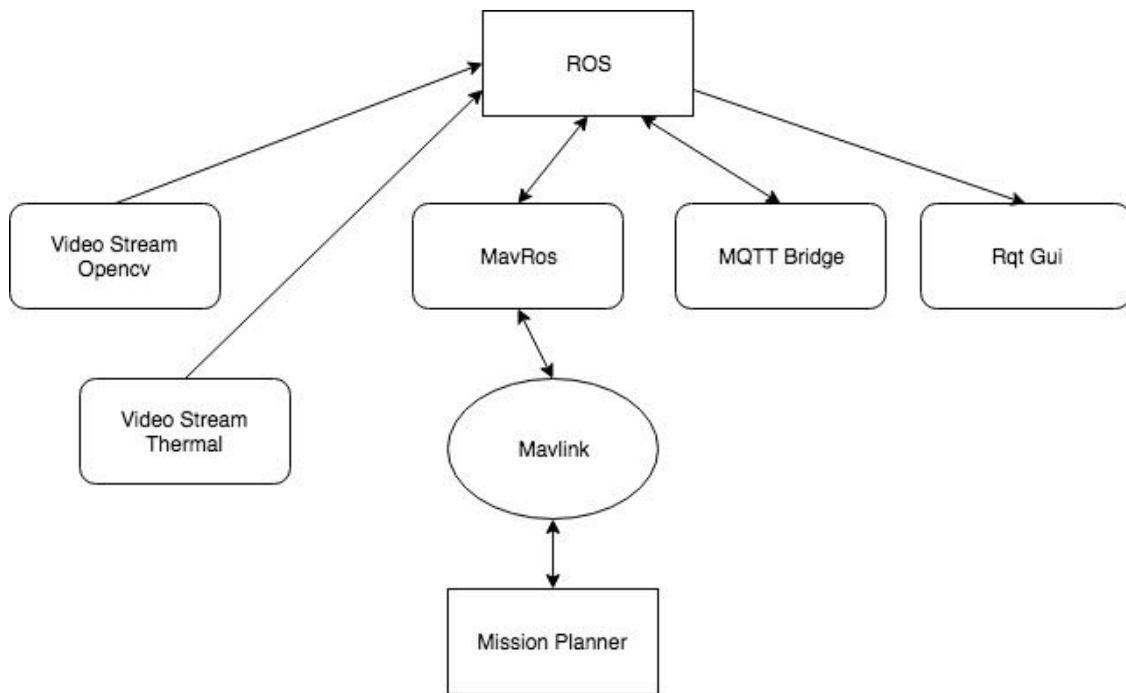 ROS
Video Stream
Opencv
MavRos
MQTT Bridge
Rqt Gui
Video Stream
Thermal
Mavlink
Mission Planner